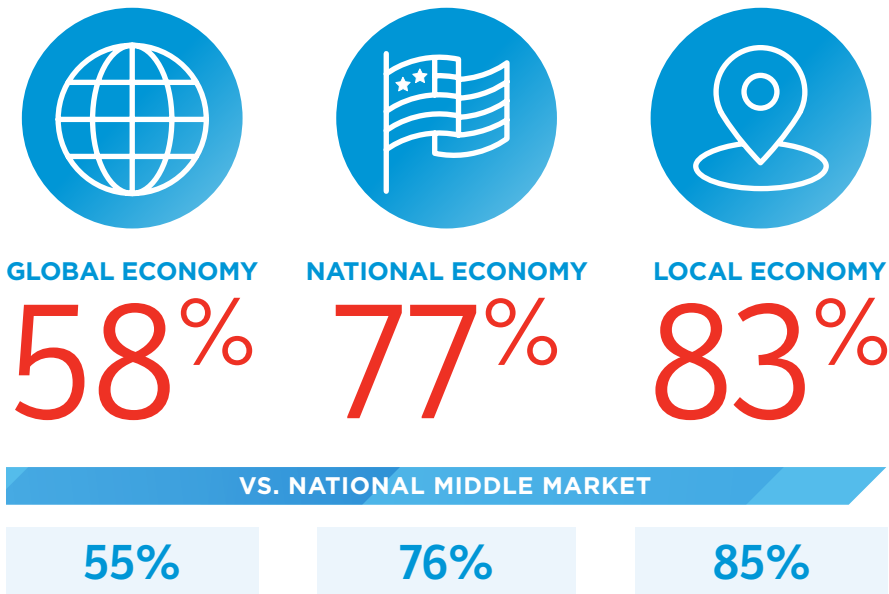 GLOBAL ECONOMY NATIONAL ECONOMY LOCAL ECONOMY
58% 77% 83%
VS. NATIONAL MIDDLE MARKET
55% 76% 85%